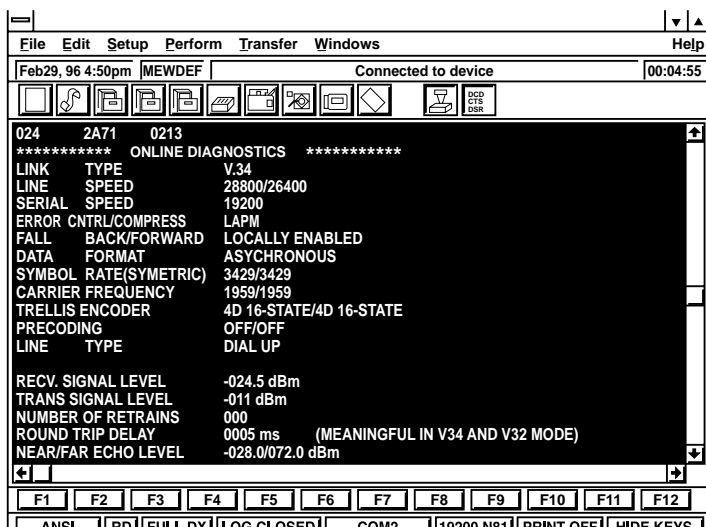 File Edit Setup Perform Transfer Windows Help
Feb29, 96 4:50pm MEWDEF Connected to device 00:04:55
DCD
CTS
DSR
024 2A71 0213
*********** ONLINE DIAGNOSTICS ***********
LINK TYPE V.34
LINE SPEED 28800/26400
SERIAL SPEED 19200
ERROR CNTRL/COMPRESS LAPM
FALL BACK/FORWARD LOCALLY ENABLED
DATA FORMAT ASYCHRONOUS
SYMBOL RATE(SYMETRIC) 3429/3429
CARRIER FREQUENCY 1959/1959
TRELLIS ENCODER 4D 16-STATE/4D 16-STATE
PRECODING OFF/OFF
LINE TYPE DIAL UP
RECV. SIGNAL LEVEL -024.5 dBm
TRANS SIGNAL LEVEL -011 dBm
NUMBER OF RETRAINS 000
ROUND TRIP DELAY 0005 ms (MEANINGFUL IN V34 AND V32 MODE)
NEAR/FAR ECHO LEVEL -028.0/072.0 dBm
F1 F2 F3 F4 F5 F6 F7 F8 F9 F10 F11 F12
ANSI RD FULL DX LOG CLOSED COM2 19200 N81 PRINT OFF HIDE KEYS